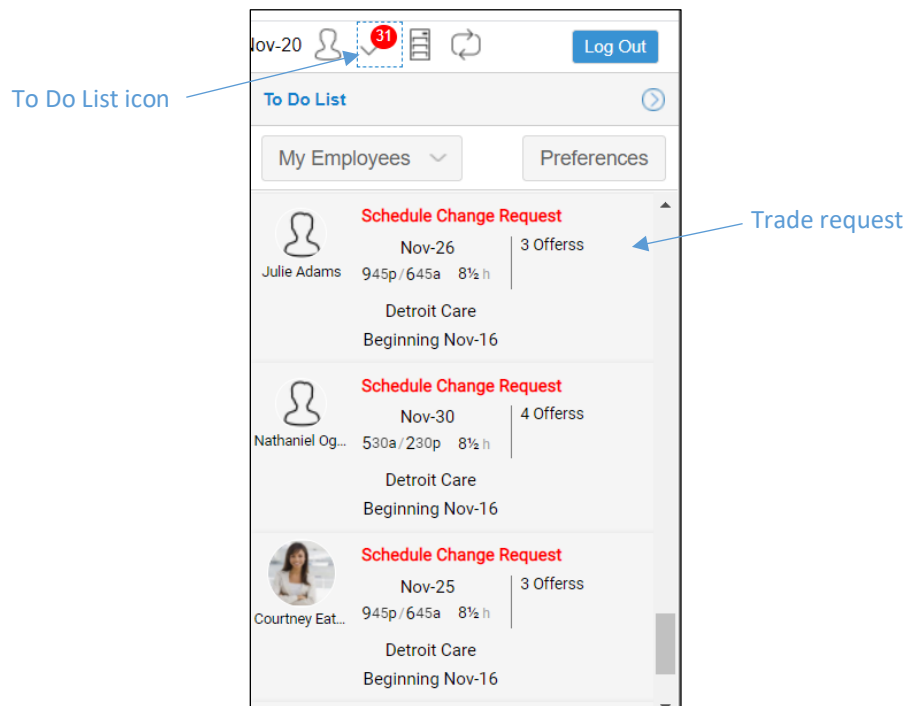 lov-20
31
Log Out
To Do List icon
To Do List
My Employees
Preferences
Schedule Change Request
Nov-26
3 Offerss
Julie Adams
945p/645a 8½ h
Detroit Care
Beginning Nov-16
Trade request
Schedule Change Request
Nov-30
4 Offerss
Nathaniel Og...
530a/230p 8½ h
Detroit Care
Beginning Nov-16
Schedule Change Request
Nov-25
3 Offerss
Courtney Eat...
945p/645a 8½ h
Detroit Care
Beginning Nov-16